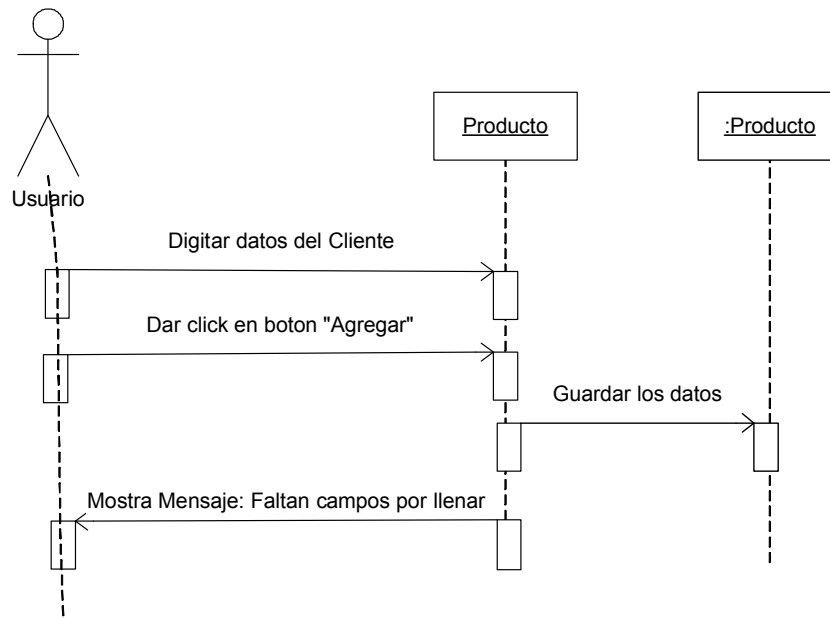 Producto
:Producto
Usuario
Digitar datos del Cliente
Dar click en boton "Agregar"
Guardar los datos
Mostra Mensaje: Faltan campos por llenar